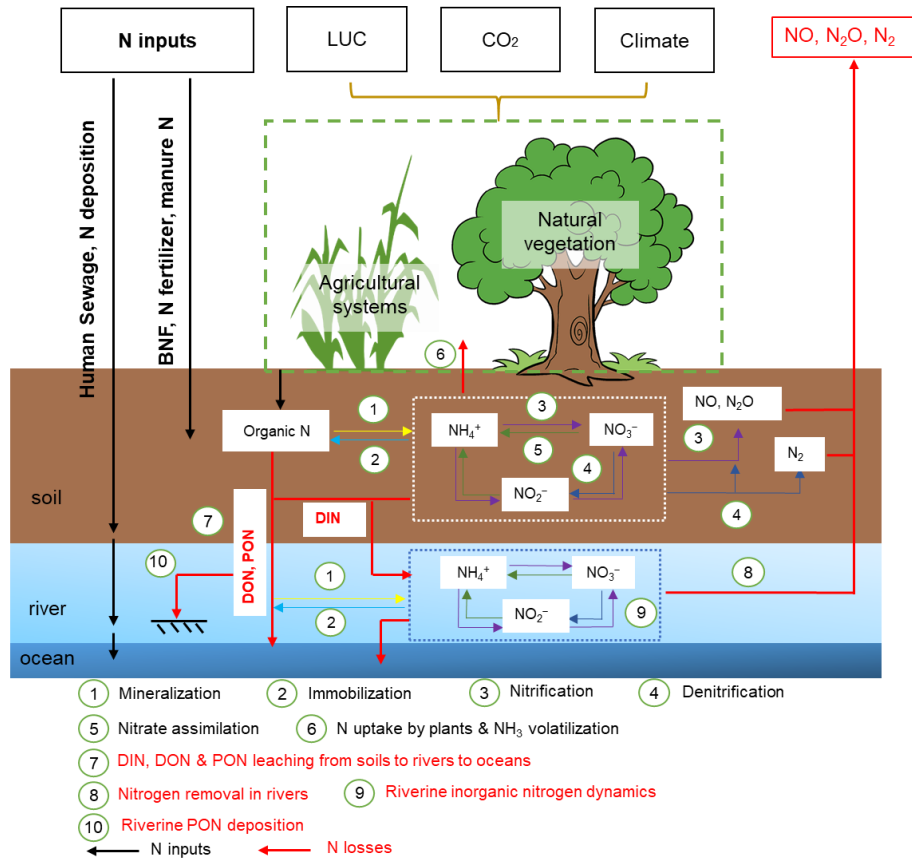 N inputs
LUC
CO₂
Climate
NO, N₂O, N₂
Human Sewage, N deposition
BNF, N fertilizer, manure N
Agricultural
systems
Natural
vegetation
6
Organic N
1
2
NH₄⁺
3
5
NO₃⁻
4
NO₂⁻
NO, N₂O
3
N₂
4
soil
7
DON, PON
DIN
10
1
2
NH₄⁺
NO₃⁻
NO₂⁻
9
8
river
ocean
1 Mineralization
2 Immobilization
3 Nitrification
4 Denitrification
5 Nitrate assimilation
6 N uptake by plants & NH₃ volatilization
7 DIN, DON & PON leaching from soils to rivers to oceans
8 Nitrogen removal in rivers
9 Riverine inorganic nitrogen dynamics
10 Riverine PON deposition
N inputs
N losses